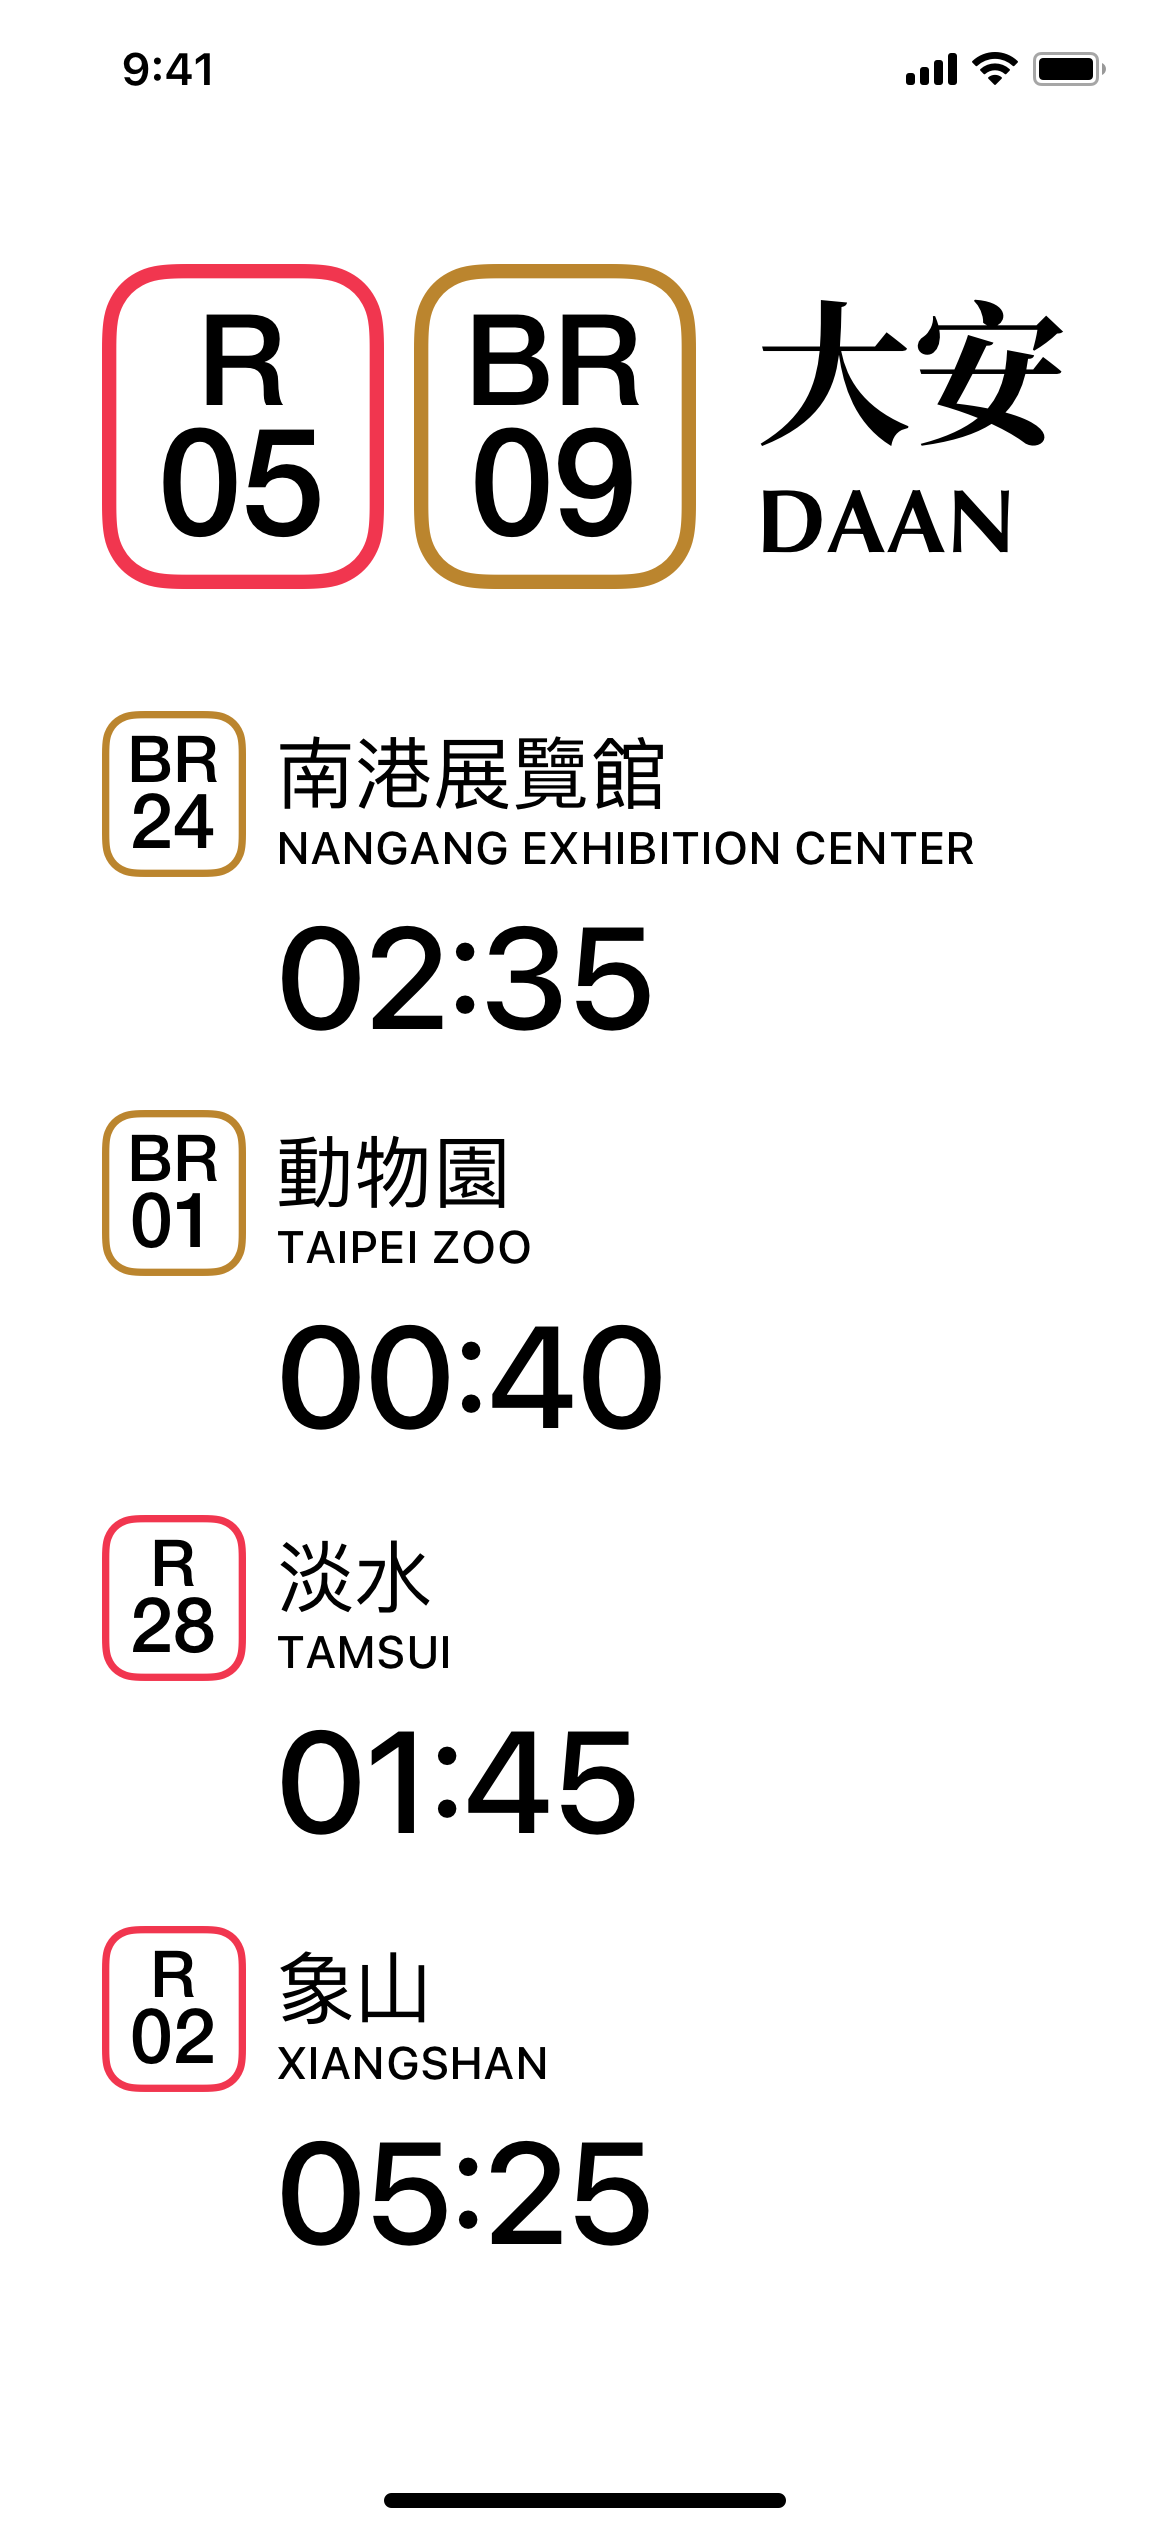 9:41
R
05
BR
09
大安
DAAN
BR
24
南港展覽館
NANGANG EXHIBITION CENTER
02:35
BR
01
動物園
TAIPEI ZOO
00:40
R
28
淡水
TAMSUI
01:45
R
02
象山
XIANGSHAN
05:25